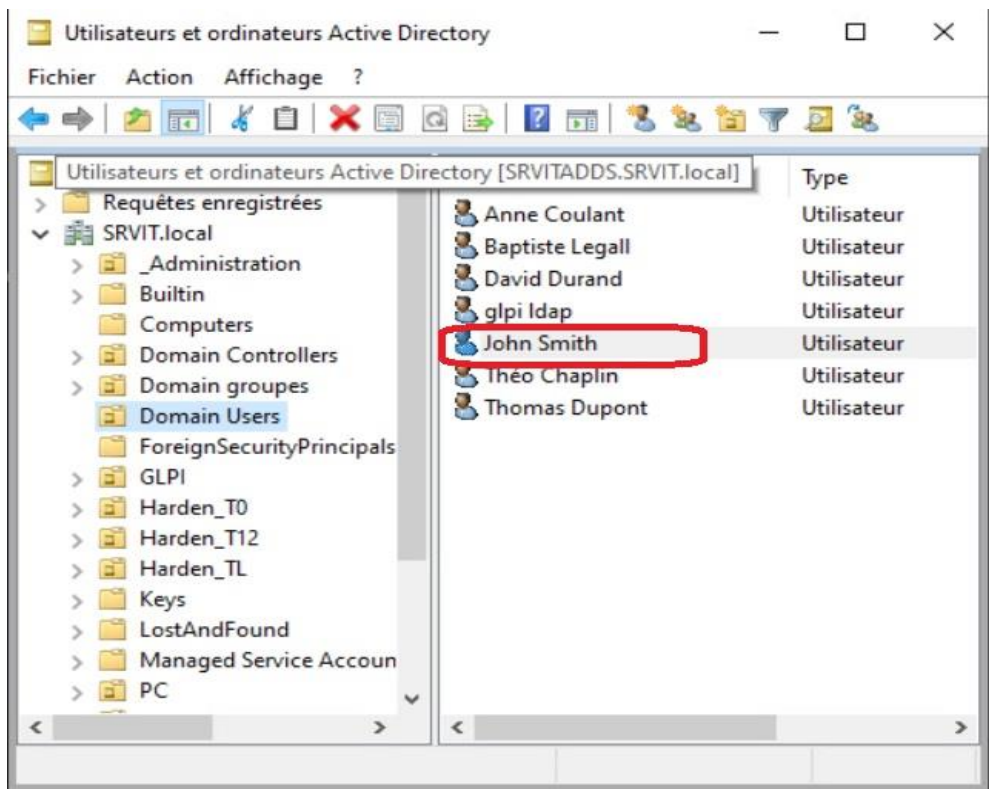 Utilisateurs et ordinateurs Active Directory
Fichier Action Affichage ?
Utilisateurs et ordinateurs Active Directory [SRVITADDS.SRVIT.local]
Type
Requêtes enregistrées
SRVIT.local
_Administration
Builtin
Computers
Domain Controllers
Domain groupes
Domain Users
ForeignSecurityPrincipals
GLPI
Harden_T0
Harden_T12
Harden_TL
Keys
LostAndFound
Managed Service Accoun
PC
Anne Coulant Utilisateur
Baptiste Legall Utilisateur
David Durand Utilisateur
glpi ldap Utilisateur
John Smith Utilisateur
Théo Chaplin Utilisateur
Thomas Dupont Utilisateur